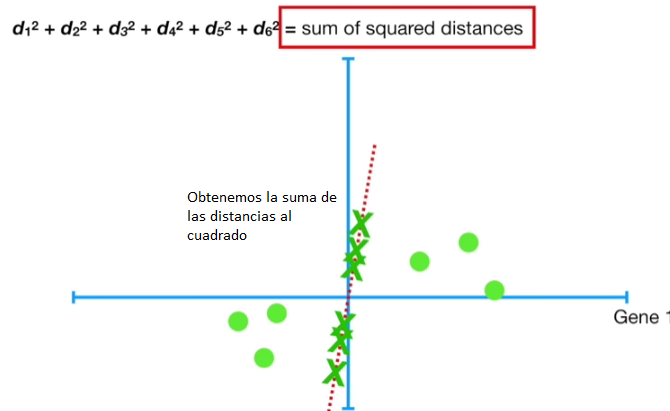 d₁² + d₂² + d₃² + d₄² + d₅² + d₆² = sum of squared distances
Obtenemos la suma de
las distancias al
cuadrado
Gene 1